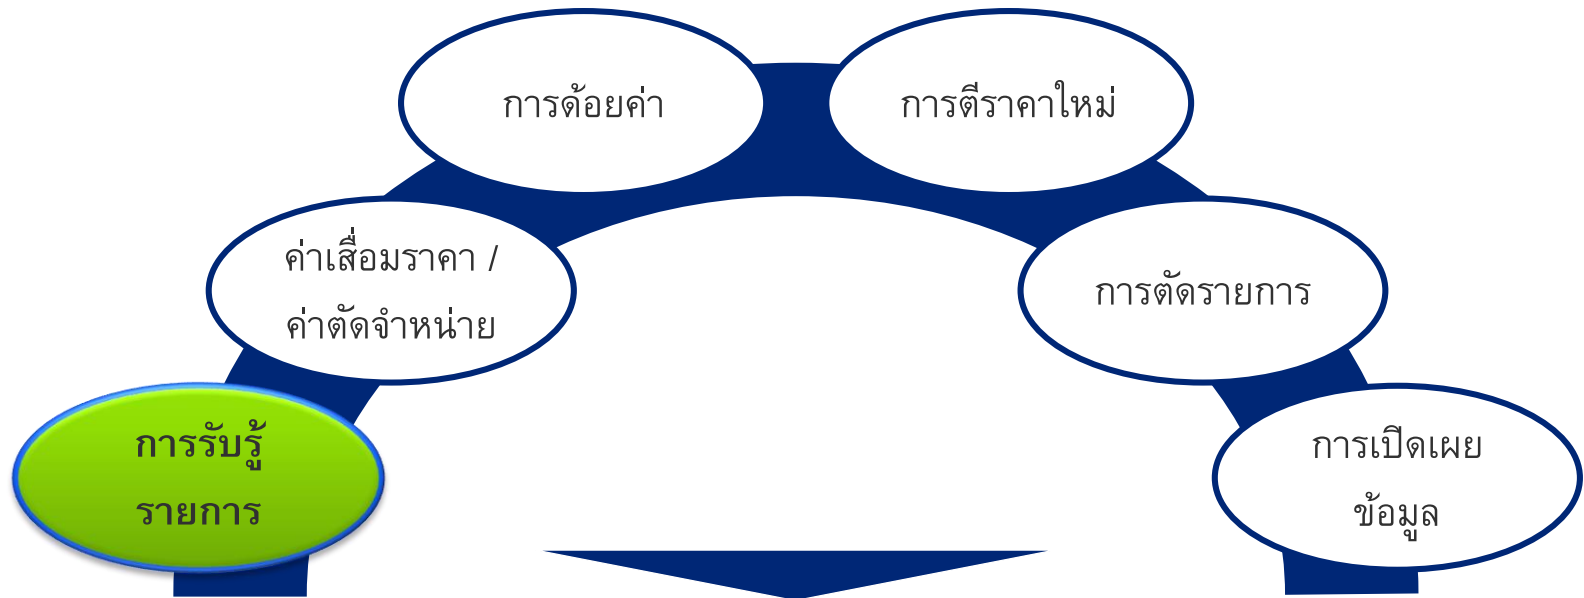 การด้อยค่า
การตีราคาใหม่
ค่าเสื่อมราคา /
ค่าตัดจำหน่าย
การตัดรายการ
การรับรู้
รายการ
การเปิดเผย
ข้อมูล